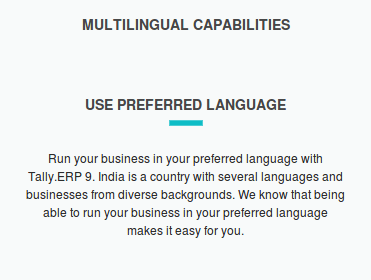 MULTILINGUAL CAPABILITIES
USE PREFERRED LANGUAGE
Run your business in your preferred language with
Tally.ERP 9. India is a country with several languages and
businesses from diverse backgrounds. We know that being
able to run your business in your preferred language
makes it easy for you.